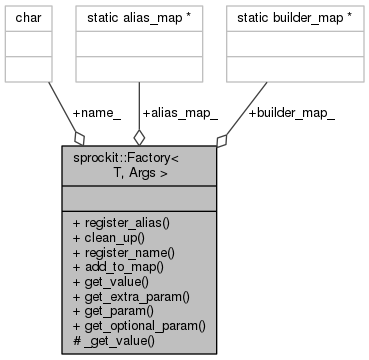 char
static alias_map *
static builder_map *
+name_
+alias_map_
+builder_map_
sprockit::Factory<
T, Args >
+ register_alias()
+ clean_up()
+ register_name()
+ add_to_map()
+ get_value()
+ get_extra_param()
+ get_param()
+ get_optional_param()
# _get_value()